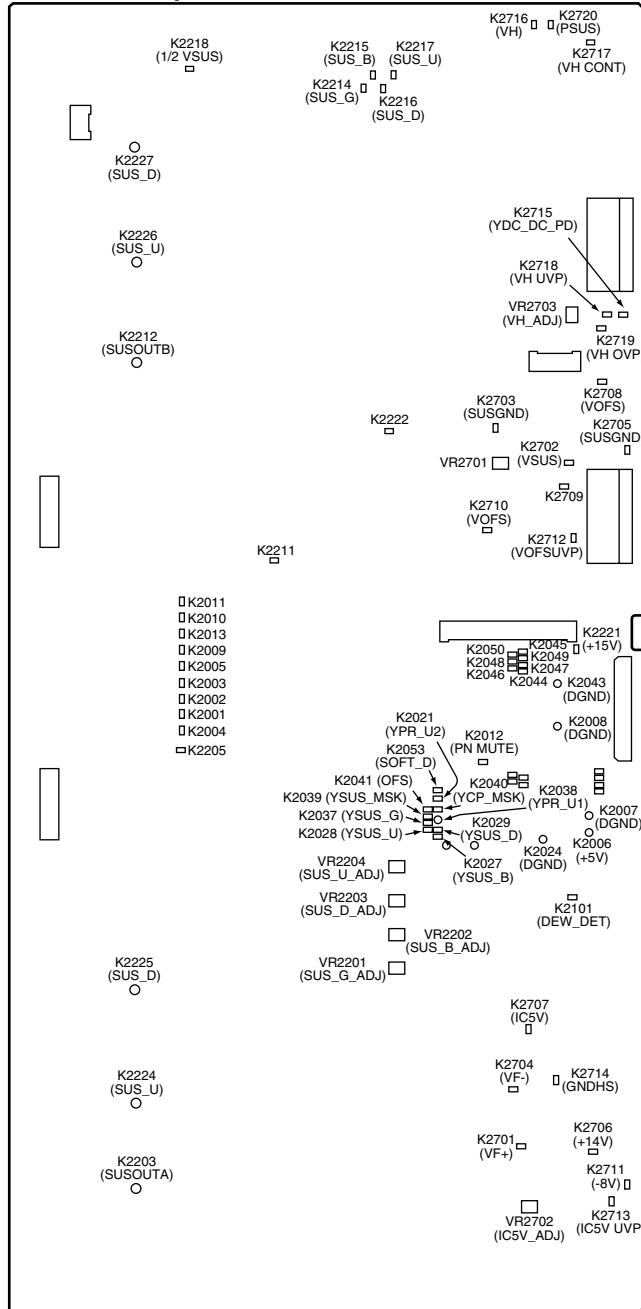 K2716
(VH)
K2720
(PSUS)
K2717
(VH CONT)
K2218
(1/2 VSUS)
K2215
(SUS_B)
K2217
(SUS_U)
K2214
(SUS_G)
K2216
(SUS_D)
K2227
(SUS_D)
K2715
(YDC_DC_PD)
K2226
(SUS_U)
K2718
(VH UVP)
VR2703
(VH_ADJ)
K2212
(SUSOUTB)
K2719
(VH OVP
K2708
(VOFS)
K2703
(SUSGND)
K2705
(SUSGND
K2222
K2702
(VSUS)
VR2701
K2709
K2710
(VOFS)
K2712
(VOFSUVP)
K2211
K2011
K2010
K2013
K2009
K2005
K2003
K2002
K2001
K2004
K2205
K2221
(+15V)
K2045
K2050
K2049
K2048
K2047
K2046
K2044
K2043
(DGND)
K2008
(DGND)
K2021
(YPR_U2)
K2012
(PN MUTE)
K2053
(SOFT_D)
K2041 (OFS)
K2040
(YCP_MSK)
K2038
(YPR_U1)
K2039 (YSUS_MSK)
K2037 (YSUS_G)
K2028 (YSUS_U)
K2029
(YSUS_D)
K2027
(YSUS_B)
K2024
(DGND)
K2007
(DGND)
K2006
(+5V)
VR2204
(SUS_U_ADJ)
VR2203
(SUS_D_ADJ)
K2101
(DEW_DET)
VR2202
(SUS_B_ADJ)
VR2201
(SUS_G_ADJ)
K2225
(SUS_D)
K2707
(IC5V)
K2704
(VF-)
K2714
(GNDHS)
K2224
(SUS_U)
K2701
(VF+)
K2706
(+14V)
K2711
(-8V)
K2203
(SUSOUTA)
K2713
(IC5V UVP
VR2702
(IC5V_ADJ)